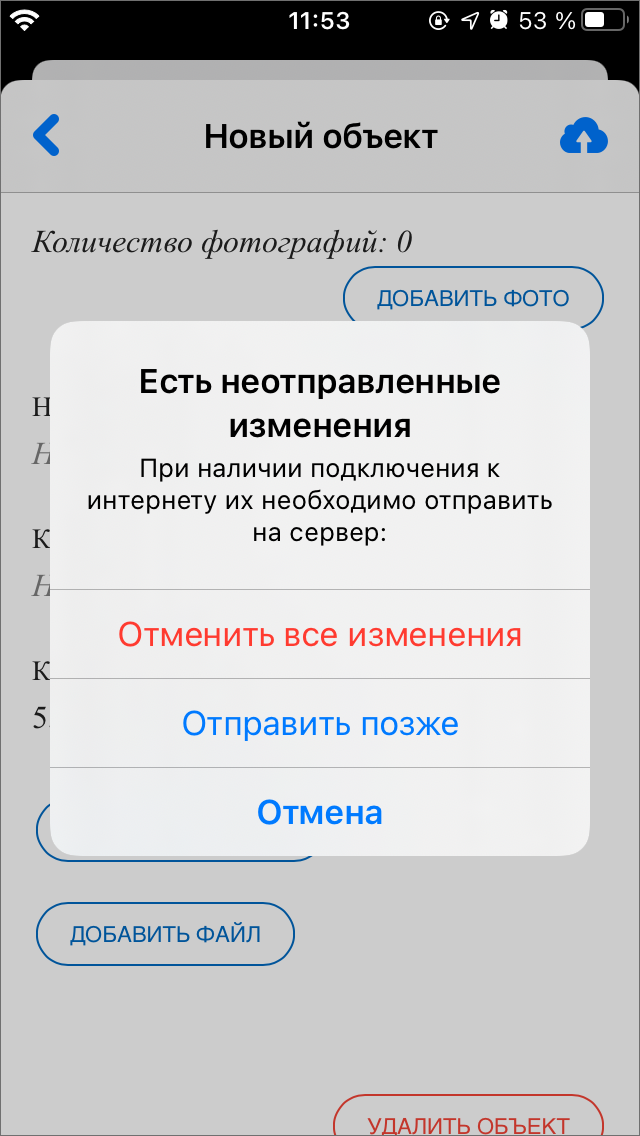 11:53
53 %
Новый объект
Количество фотографий: 0
ДОБАВИТЬ ФОТО
Есть неотправленные
изменения
При наличии подключения к
интернету их необходимо отправить
на сервер:
Отменить все изменения
Отправить позже
Отмена
ДОБАВИТЬ ФАЙЛ
УДАЛИТЬ ОБЪЕКТ